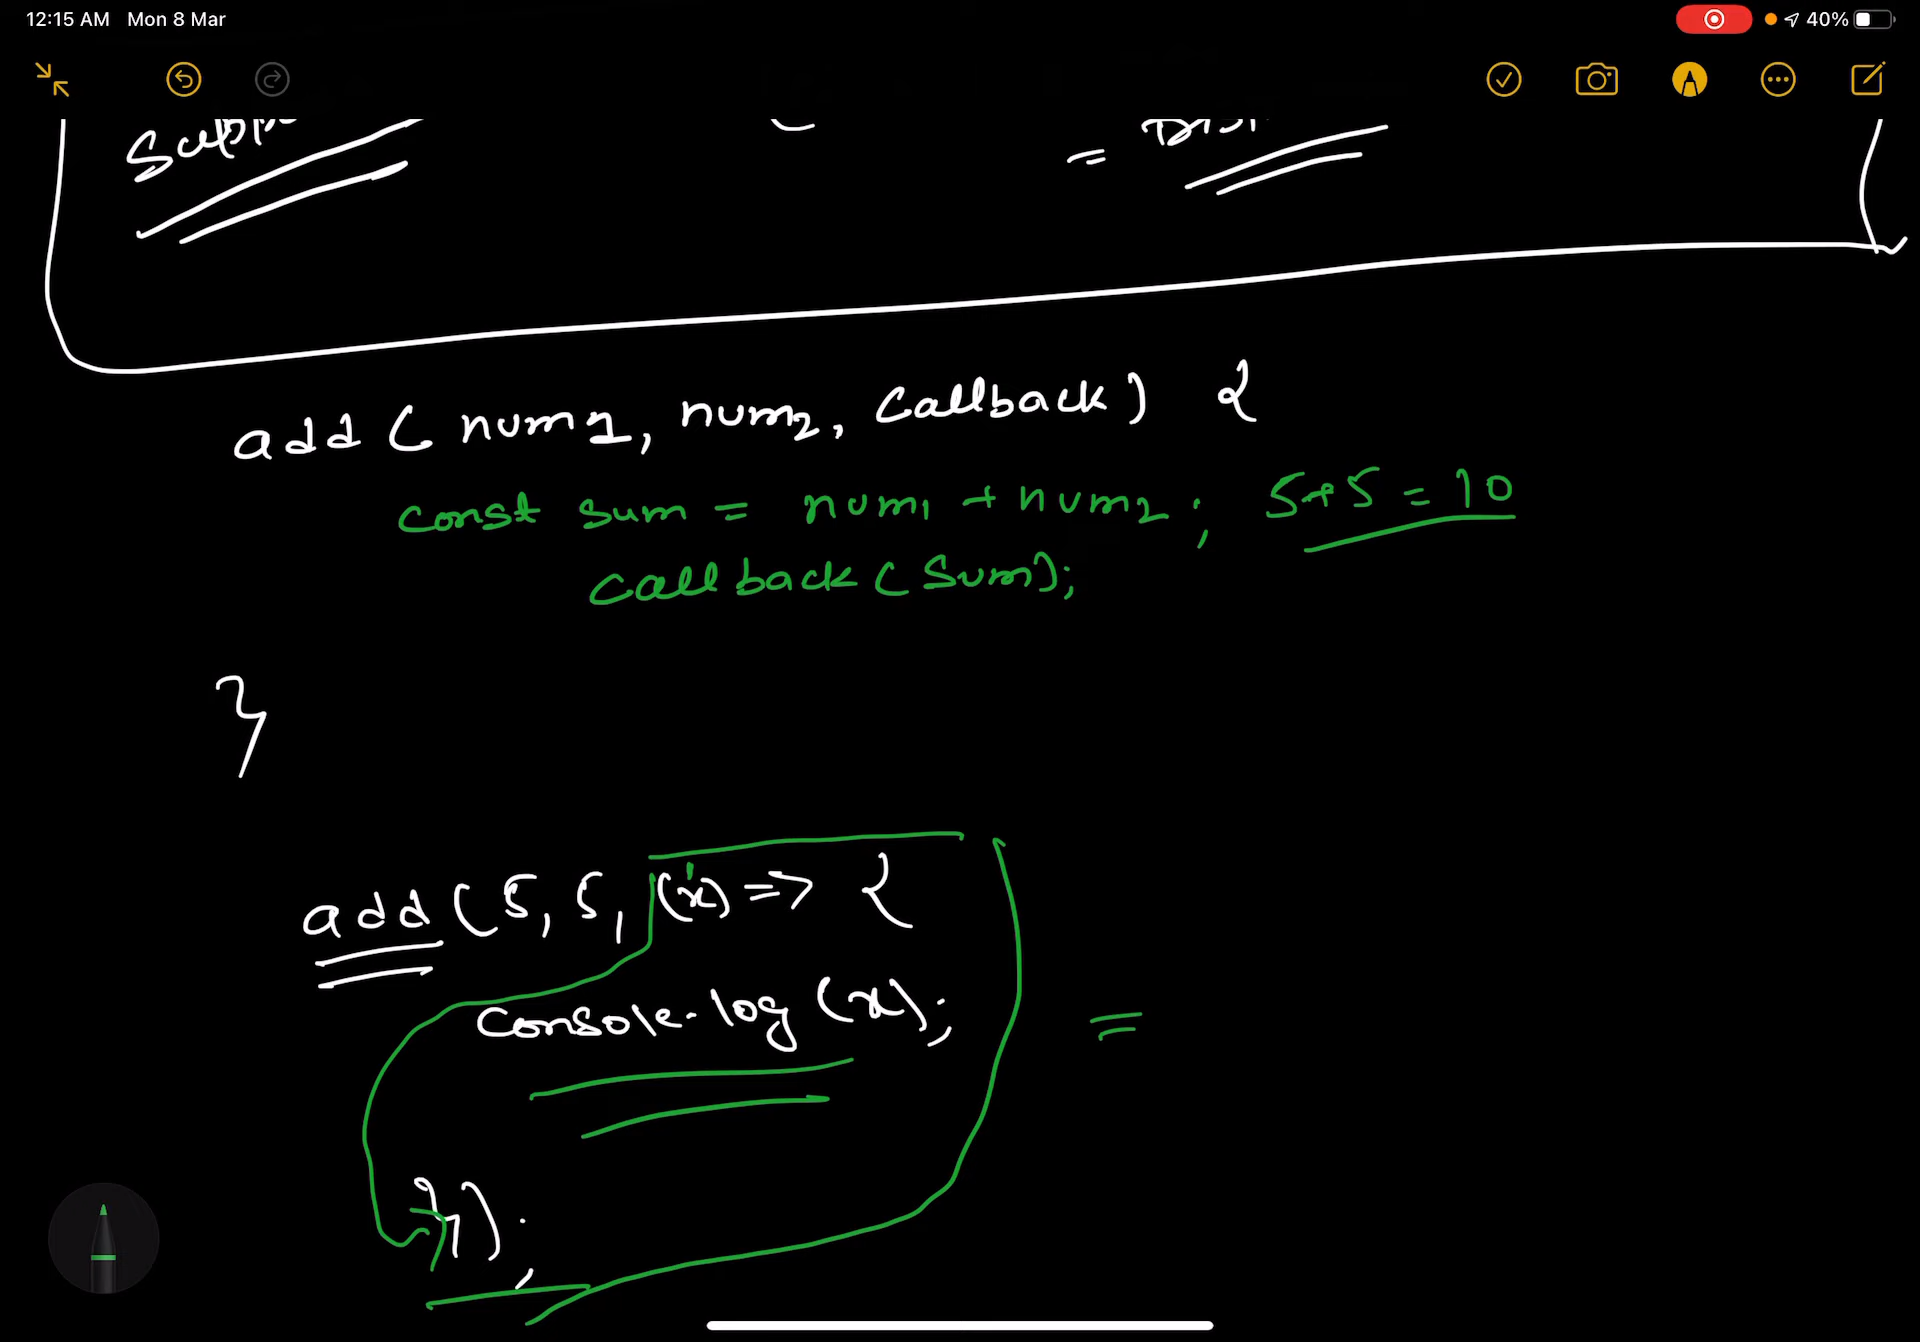 12:15 AM Mon 8 Mar 40%
=
add ( num1, num2, Callback) {
const sum = num1 + num2 ; 5+5 = 10
Callback ( Sum);
}
add ( 5, 5, (x) => {
Console.log (x); =
});